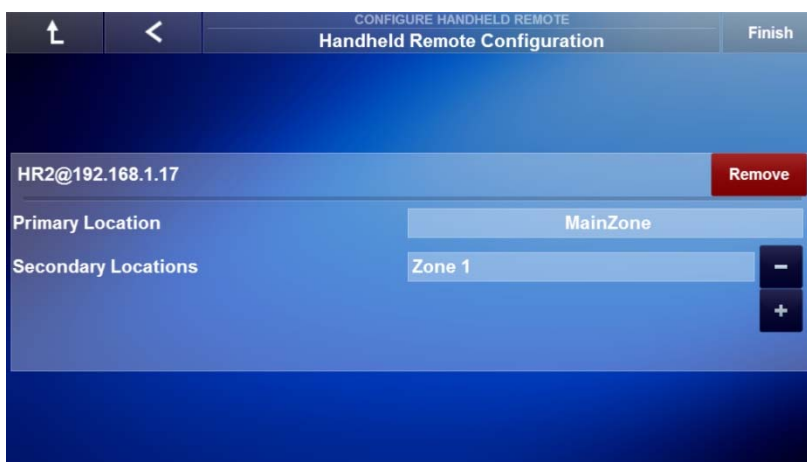 CONFIGURE HANDHELD REMOTE
Handheld Remote Configuration
Finish
HR2@192.168.1.17
Remove
Primary Location
MainZone
Secondary Locations
Zone 1
-
+